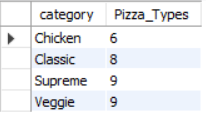 category Pizza_Types
Chicken 6
Classic 8
Supreme 9
Veggie 9